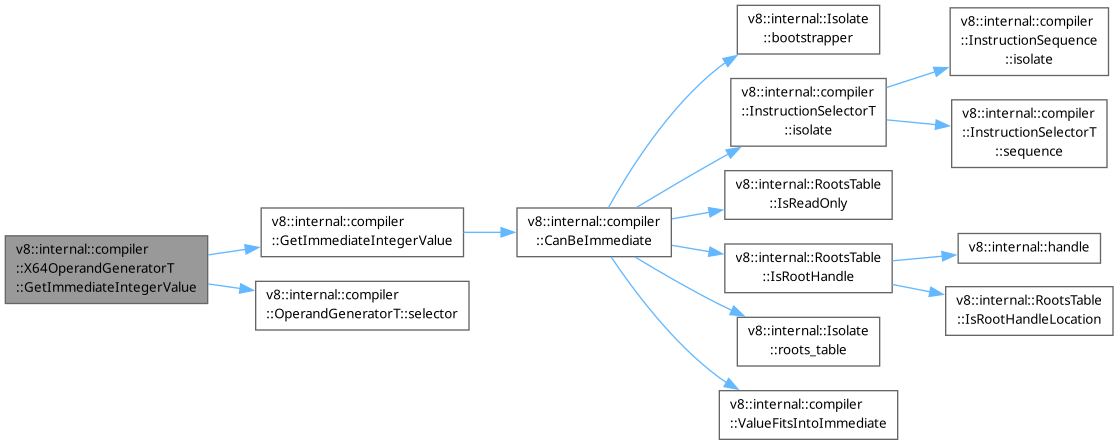 v8::internal::compiler
::X64OperandGeneratorT
::GetImmediateIntegerValue
v8::internal::compiler
::GetImmediateIntegerValue
v8::internal::compiler
::OperandGeneratorT::selector
v8::internal::compiler
::CanBeImmediate
v8::internal::Isolate
::bootstrapper
v8::internal::compiler
::InstructionSelectorT
::isolate
v8::internal::RootsTable
::IsReadOnly
v8::internal::RootsTable
::IsRootHandle
v8::internal::Isolate
::roots_table
v8::internal::compiler
::ValueFitsIntoImmediate
v8::internal::compiler
::InstructionSequence
::isolate
v8::internal::compiler
::InstructionSelectorT
::sequence
v8::internal::handle
v8::internal::RootsTable
::IsRootHandleLocation